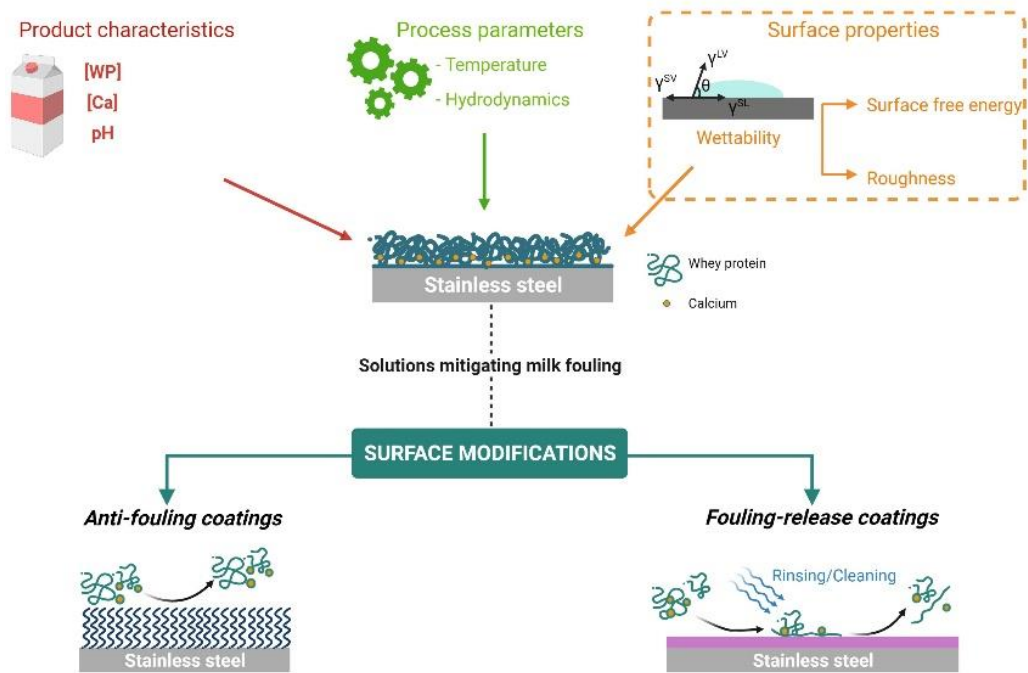 Product characteristics
[WP]
[Ca]
pH
Process parameters
- Temperature
- Hydrodynamics
Surface properties
γLV
γSV
θ
γSL
Wettability
Surface free energy
Roughness
Stainless steel
Whey protein
Calcium
Solutions mitigating milk fouling
SURFACE MODIFICATIONS
Anti-fouling coatings
Stainless steel
Fouling-release coatings
Rinsing/Cleaning
Stainless steel